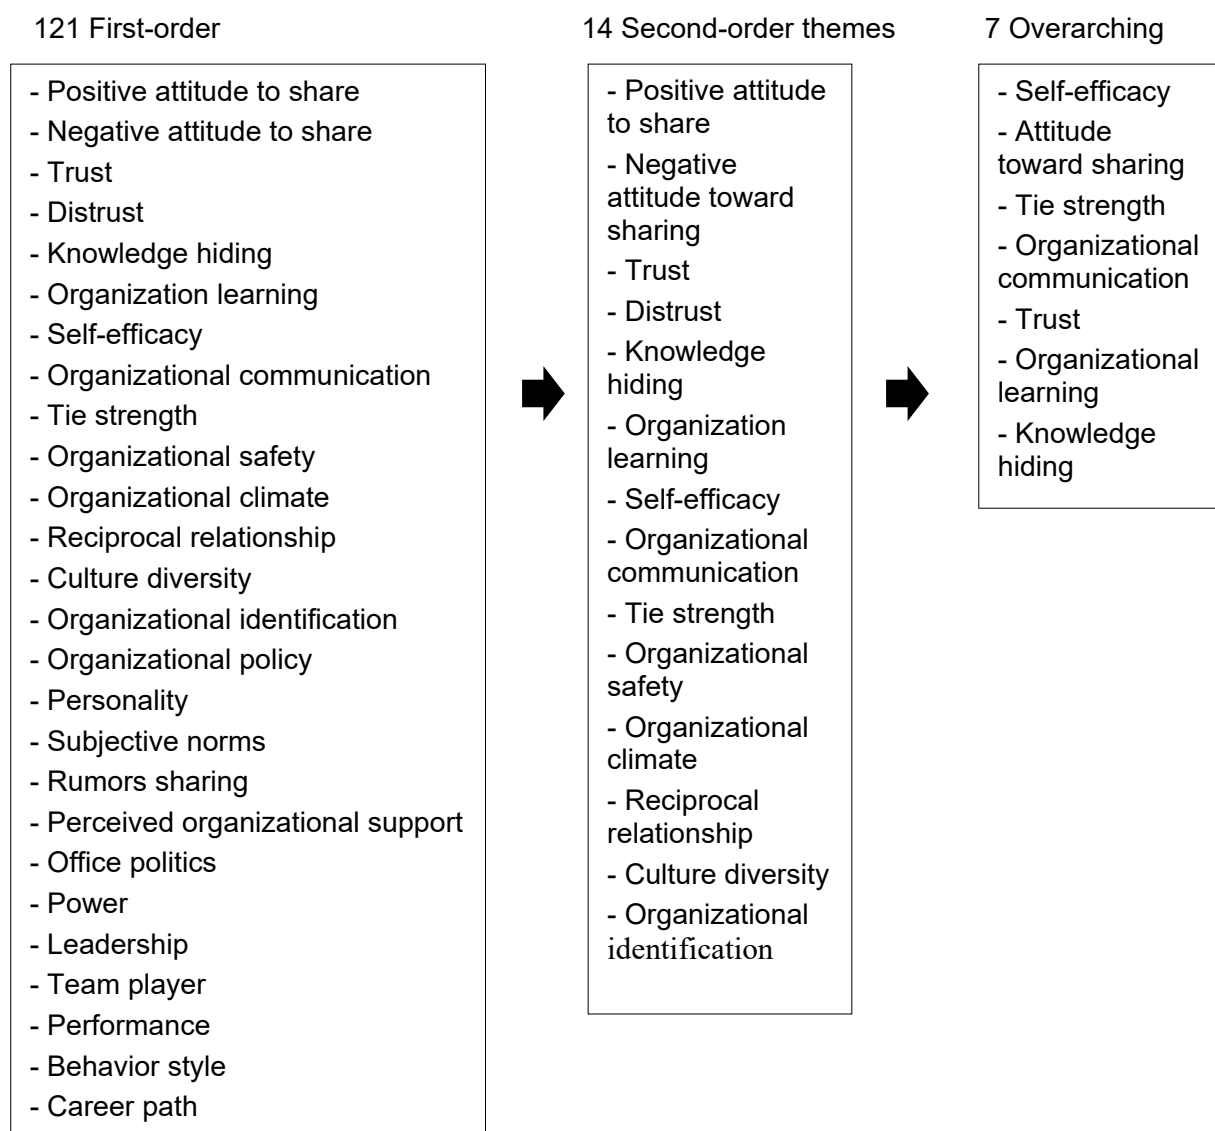 121 First-order
- Positive attitude to share
- Negative attitude to share
- Trust
- Distrust
- Knowledge hiding
- Organization learning
- Self-efficacy
- Organizational communication
- Tie strength
- Organizational safety
- Organizational climate
- Reciprocal relationship
- Culture diversity
- Organizational identification
- Organizational policy
- Personality
- Subjective norms
- Rumors sharing
- Perceived organizational support
- Office politics
- Power
- Leadership
- Team player
- Performance
- Behavior style
- Career path
14 Second-order themes
- Positive attitude
to share
- Negative
attitude toward
sharing
- Trust
- Distrust
- Knowledge
hiding
- Organization
learning
- Self-efficacy
- Organizational
communication
- Tie strength
- Organizational
safety
- Organizational
climate
- Reciprocal
relationship
- Culture diversity
- Organizational
identification
7 Overarching
- Self-efficacy
- Attitude
toward sharing
- Tie strength
- Organizational
communication
- Trust
- Organizational
learning
- Knowledge
hiding